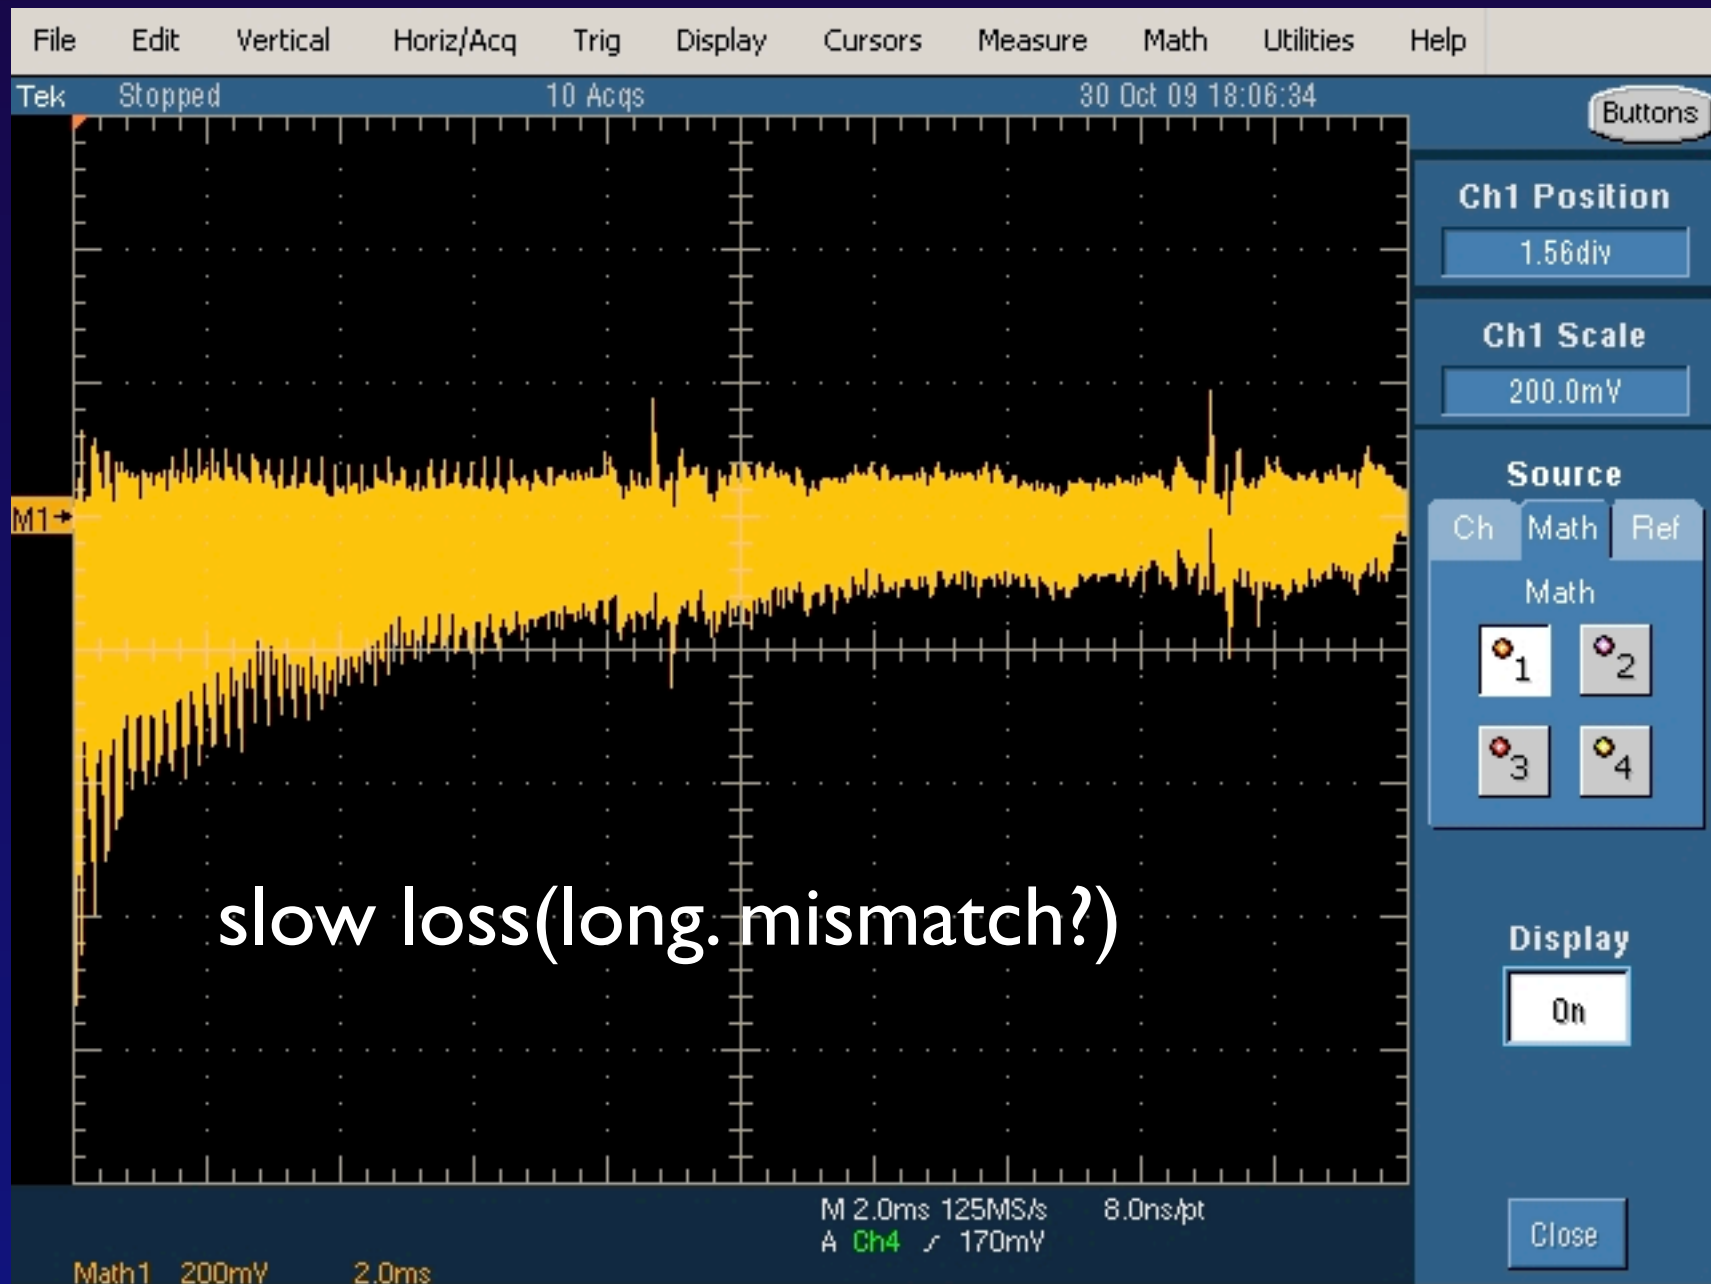 File Edit Vertical Horiz/Acq Trig Display Cursors Measure Math Utilities Help
Tek Stopped 10 Acqs 30 Oct 09 18:06:34
Buttons
Ch1 Position
1.56div
Ch1 Scale
200.0mV
Source
Ch Math Ref
Math
1 2
3 4
Display
On
Close
M1
slow loss(long. mismatch?)
M 2.0ms 125MS/s 8.0ns/pt
A Ch4 170mV
Math1 200mV 2.0ms